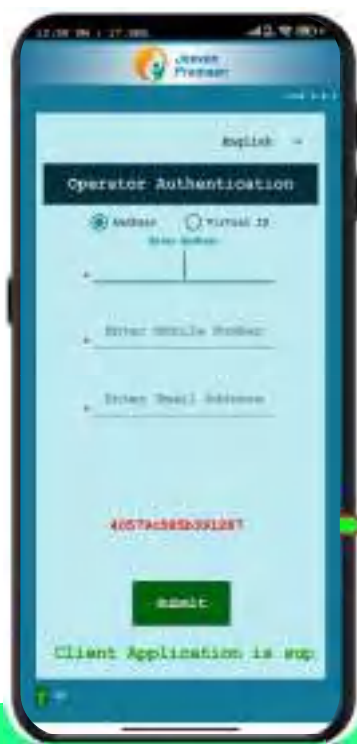 Jeevan
Pramaan
English
Operator Authentication
Aadhaar Virtual ID
Enter Aadhaar
*
* Enter Mobile Number
* Enter Email Address
Submit
Client Application is sup